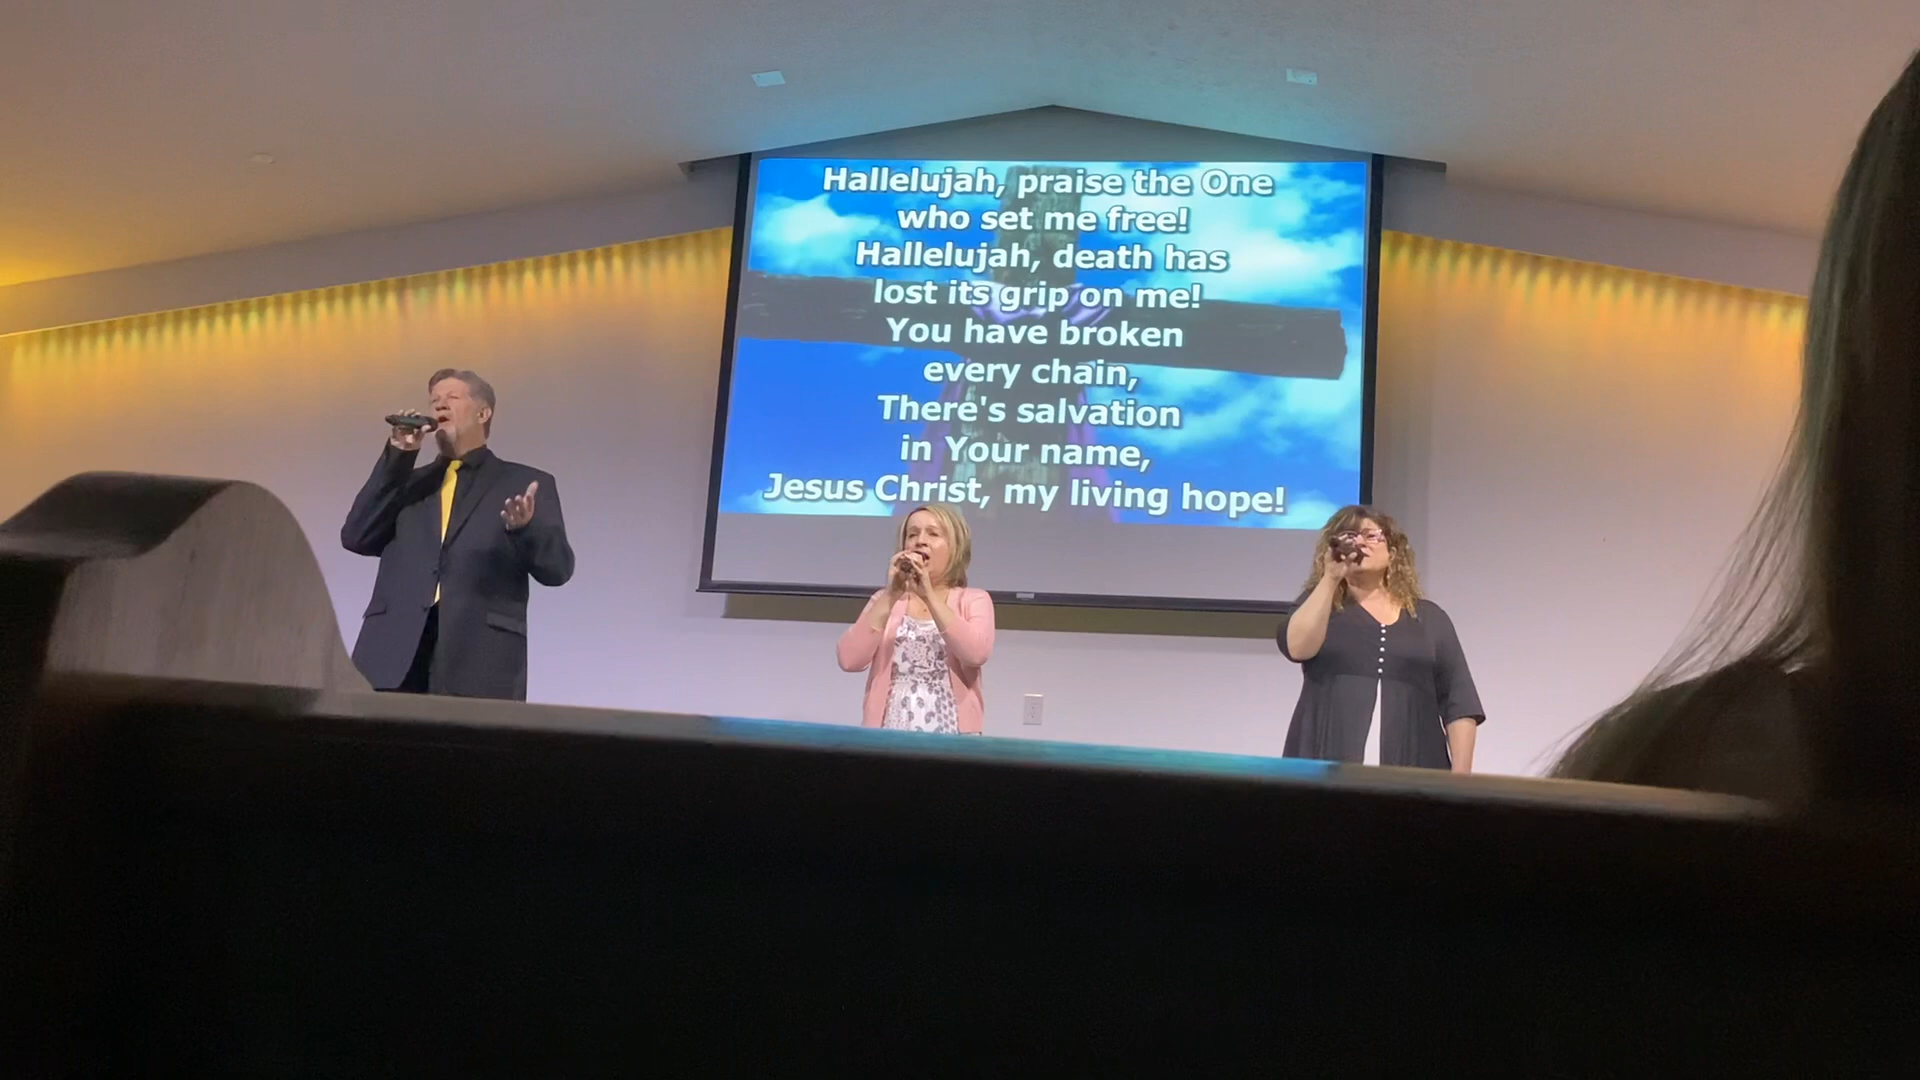 Hallelujah, praise the One
who set me free!
Hallelujah, death has
lost its grip on me!
You have broken
every chain,
There's salvation
in Your name,
Jesus Christ, my living hope!